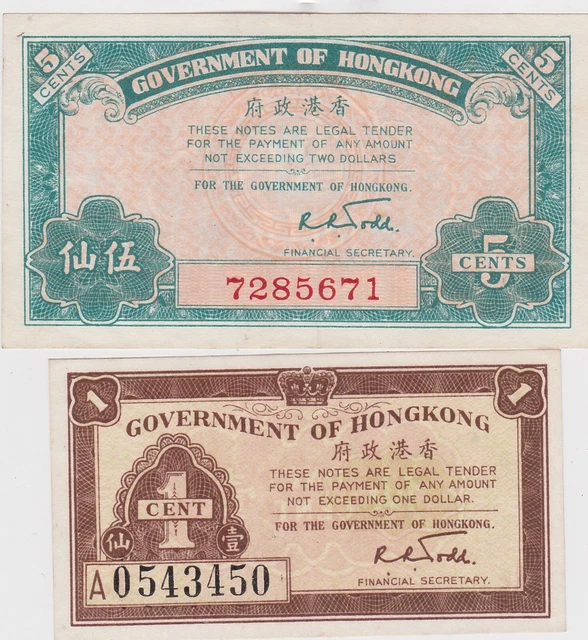 5 CENTS
5 CENTS
GOVERNMENT OF HONGKONG
府政港香
THESE NOTES ARE LEGAL TENDER
FOR THE PAYMENT OF ANY AMOUNT
NOT EXCEEDING TWO DOLLARS
FOR THE GOVERNMENT OF HONGKONG.
R.R. Todd.
FINANCIAL SECRETARY.
仙伍
5 CENTS
7285671
1
1
GOVERNMENT OF HONGKONG
府政港香
THESE NOTES ARE LEGAL TENDER
FOR THE PAYMENT OF ANY AMOUNT
NOT EXCEEDING ONE DOLLAR.
FOR THE GOVERNMENT OF HONGKONG.
R.R. Todd.
FINANCIAL SECRETARY.
1 CENT
仙 壹
A 0543450